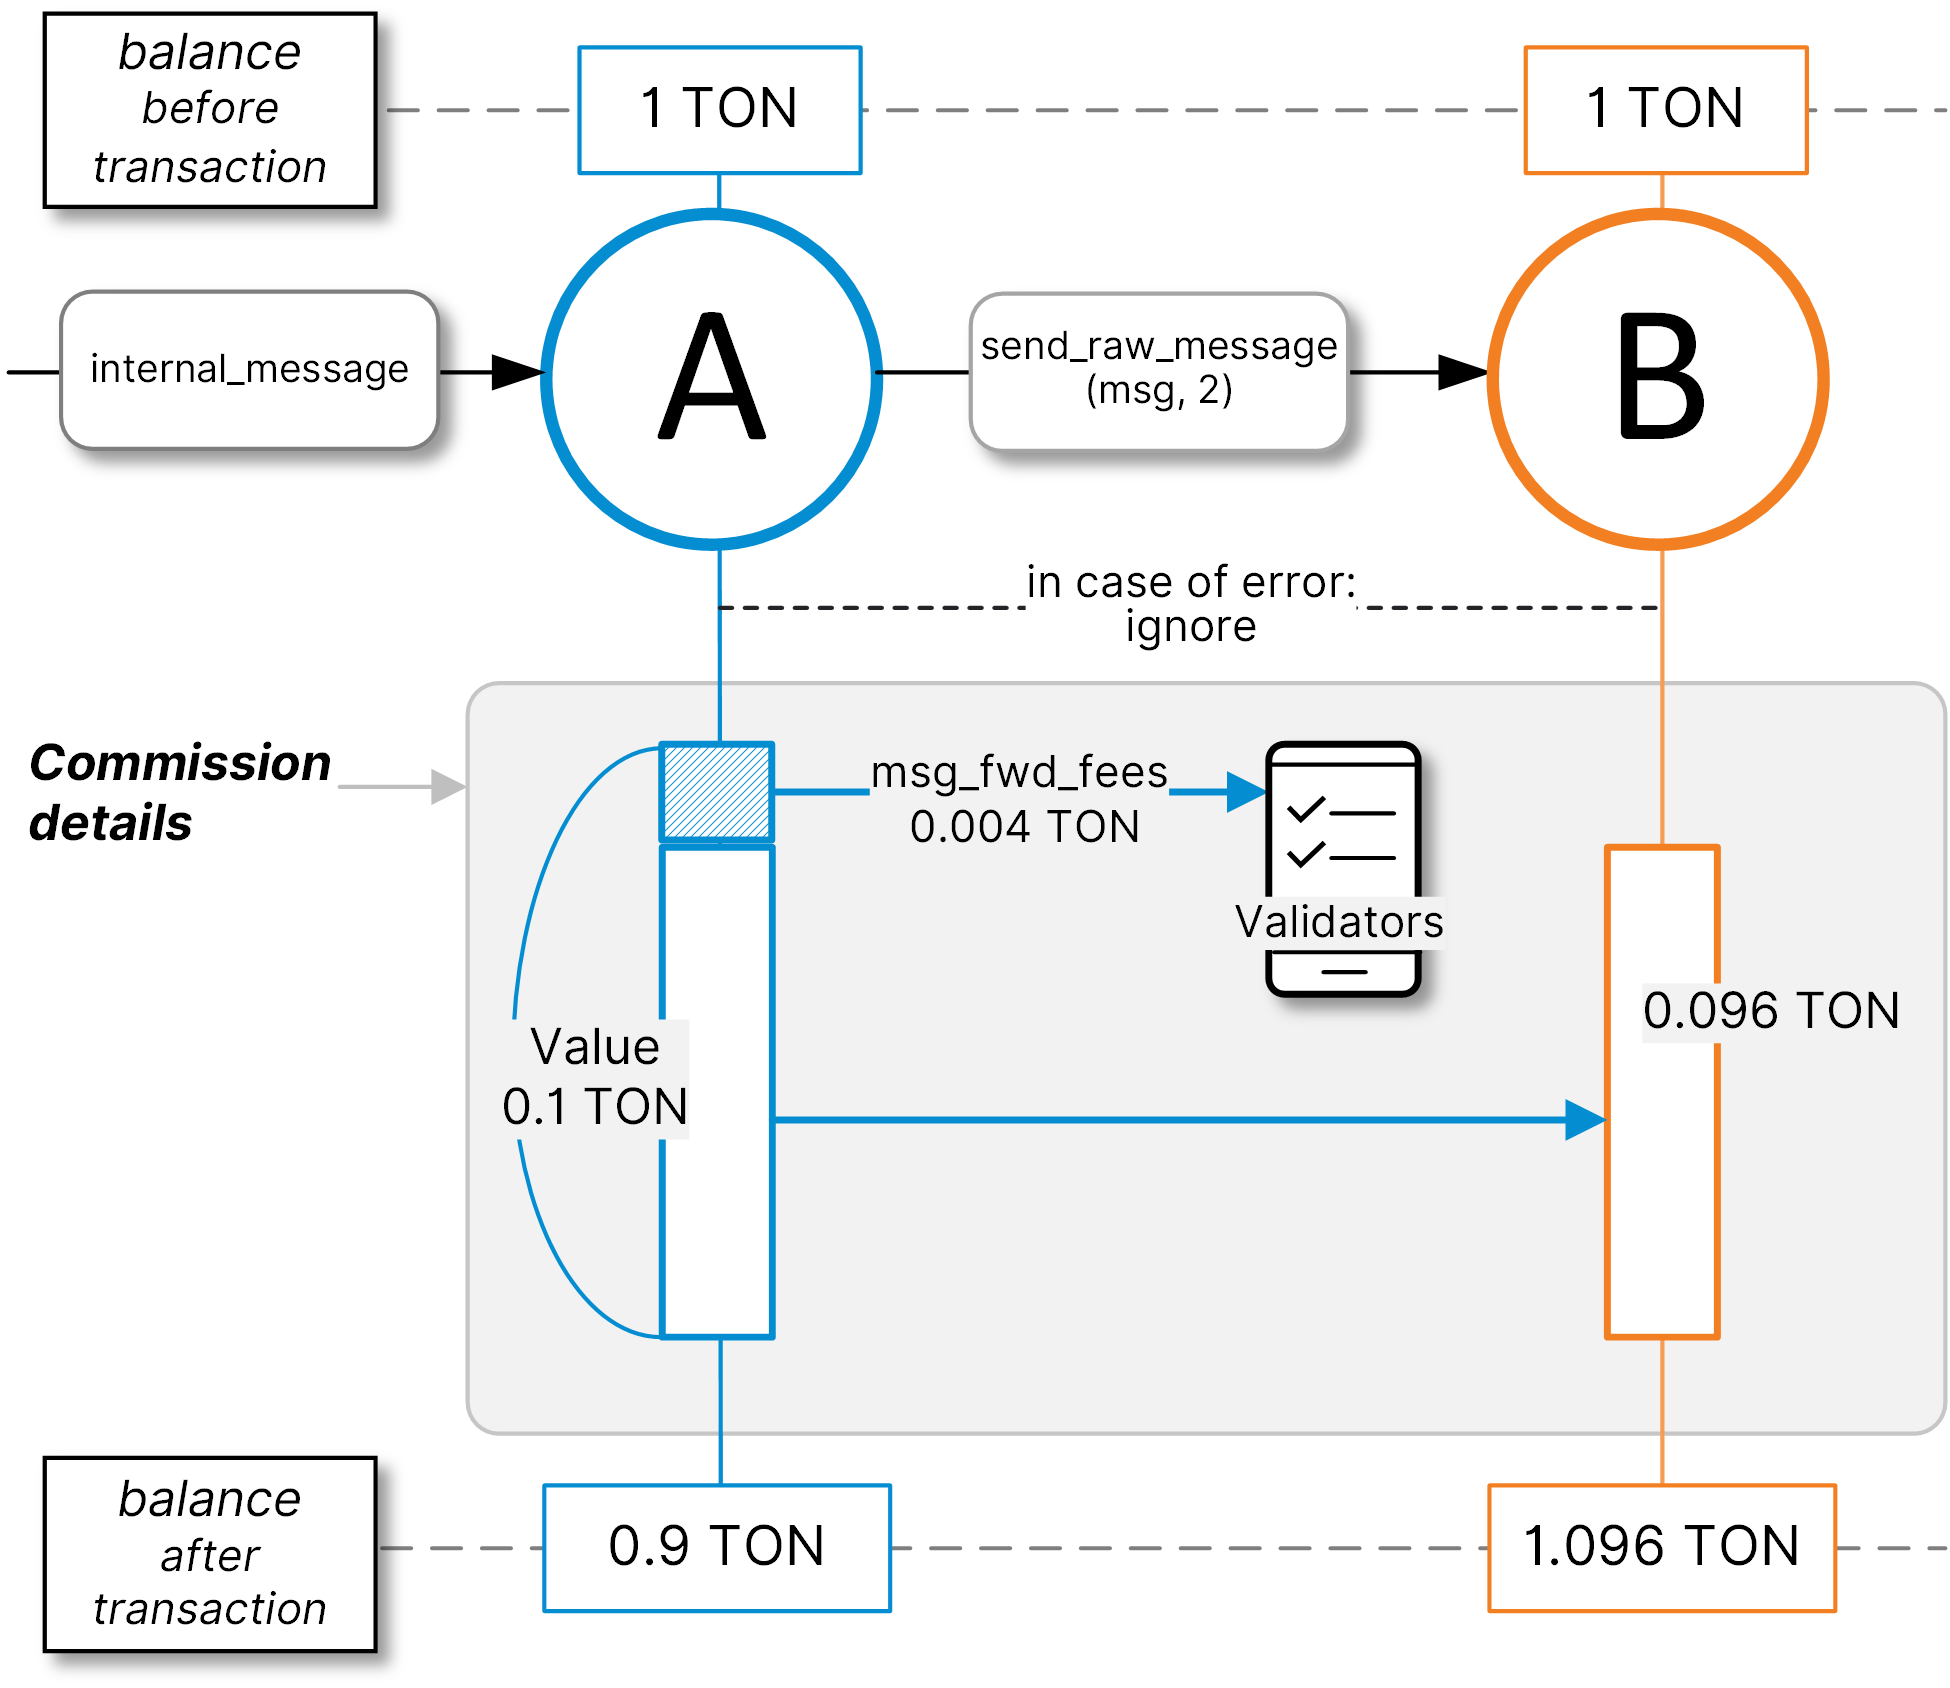 balance
before
transaction
1 TON
1 TON
internal_message
A
send_raw_message
(msg, 2)
B
in case of error:
ignore
Commission
details
msg_fwd_fees
0.004 TON
Validators
Value
0.1 TON
0.096 TON
balance
after
transaction
0.9 TON
1.096 TON